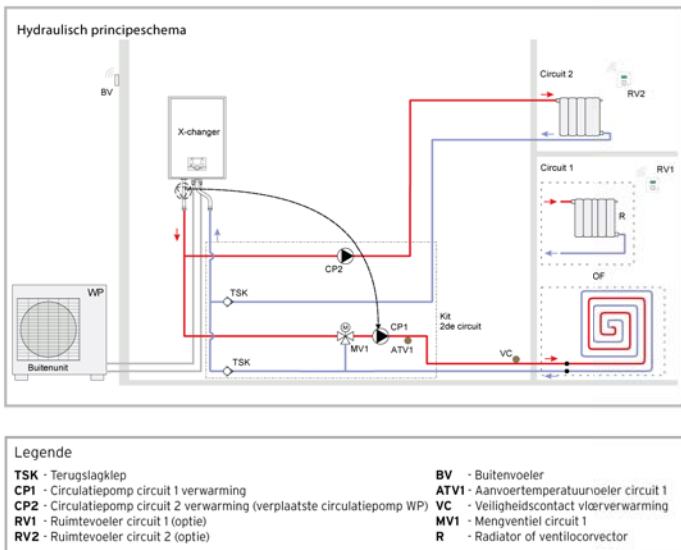 Hydraulisch principeschema
BV
X-changer
Circuit 2
RV2
Circuit 1
RV1
R
OF
CP2
TSK
Kit
2de circuit
M
CP1
MV1
ATV1
VC
TSK
WP
Buitenunit
Legende
TSK - Terugslagklep
CP1 - Circulatiepomp circuit 1 verwarming
CP2 - Circulatiepomp circuit 2 verwarming (verplaatste circulatiepomp WP)
RV1 - Ruimtevoeler circuit 1 (optie)
RV2 - Ruimtevoeler circuit 2 (optie)
BV - Buitenvoeler
ATV1 - Aanvoertemperatuurvoeler circuit 1
VC - Veiligheidscontact vloerverwarming
MV1 - Mengventiel circuit 1
R - Radiator of ventilocorvector